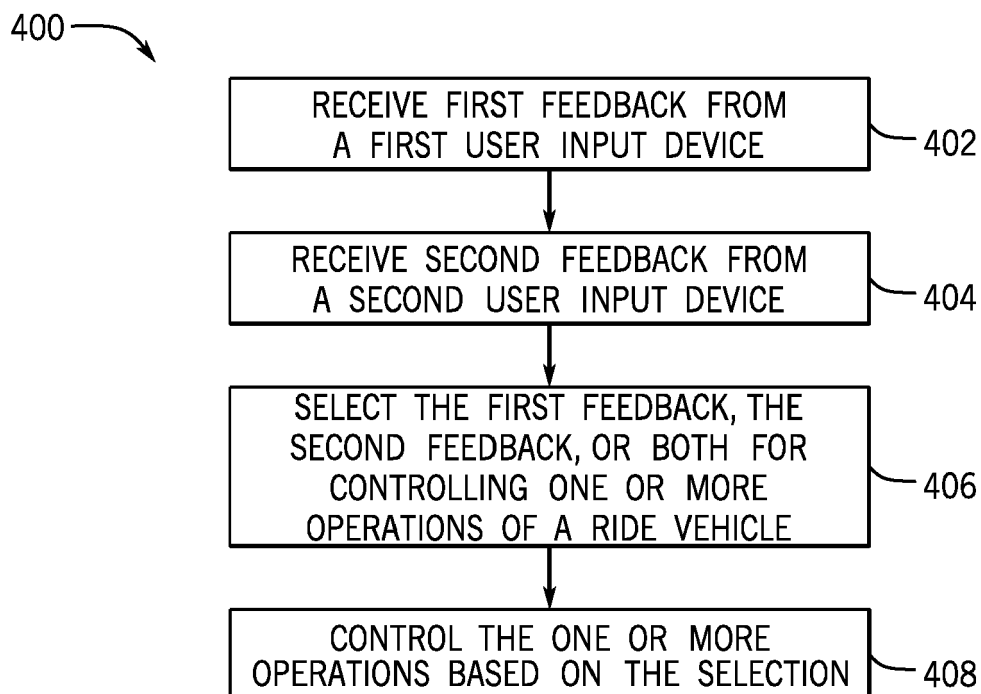 400
RECEIVE FIRST FEEDBACK FROM
A FIRST USER INPUT DEVICE
402
RECEIVE SECOND FEEDBACK FROM
A SECOND USER INPUT DEVICE
404
SELECT THE FIRST FEEDBACK, THE
SECOND FEEDBACK, OR BOTH FOR
CONTROLLING ONE OR MORE
OPERATIONS OF A RIDE VEHICLE
406
CONTROL THE ONE OR MORE
OPERATIONS BASED ON THE SELECTION
408